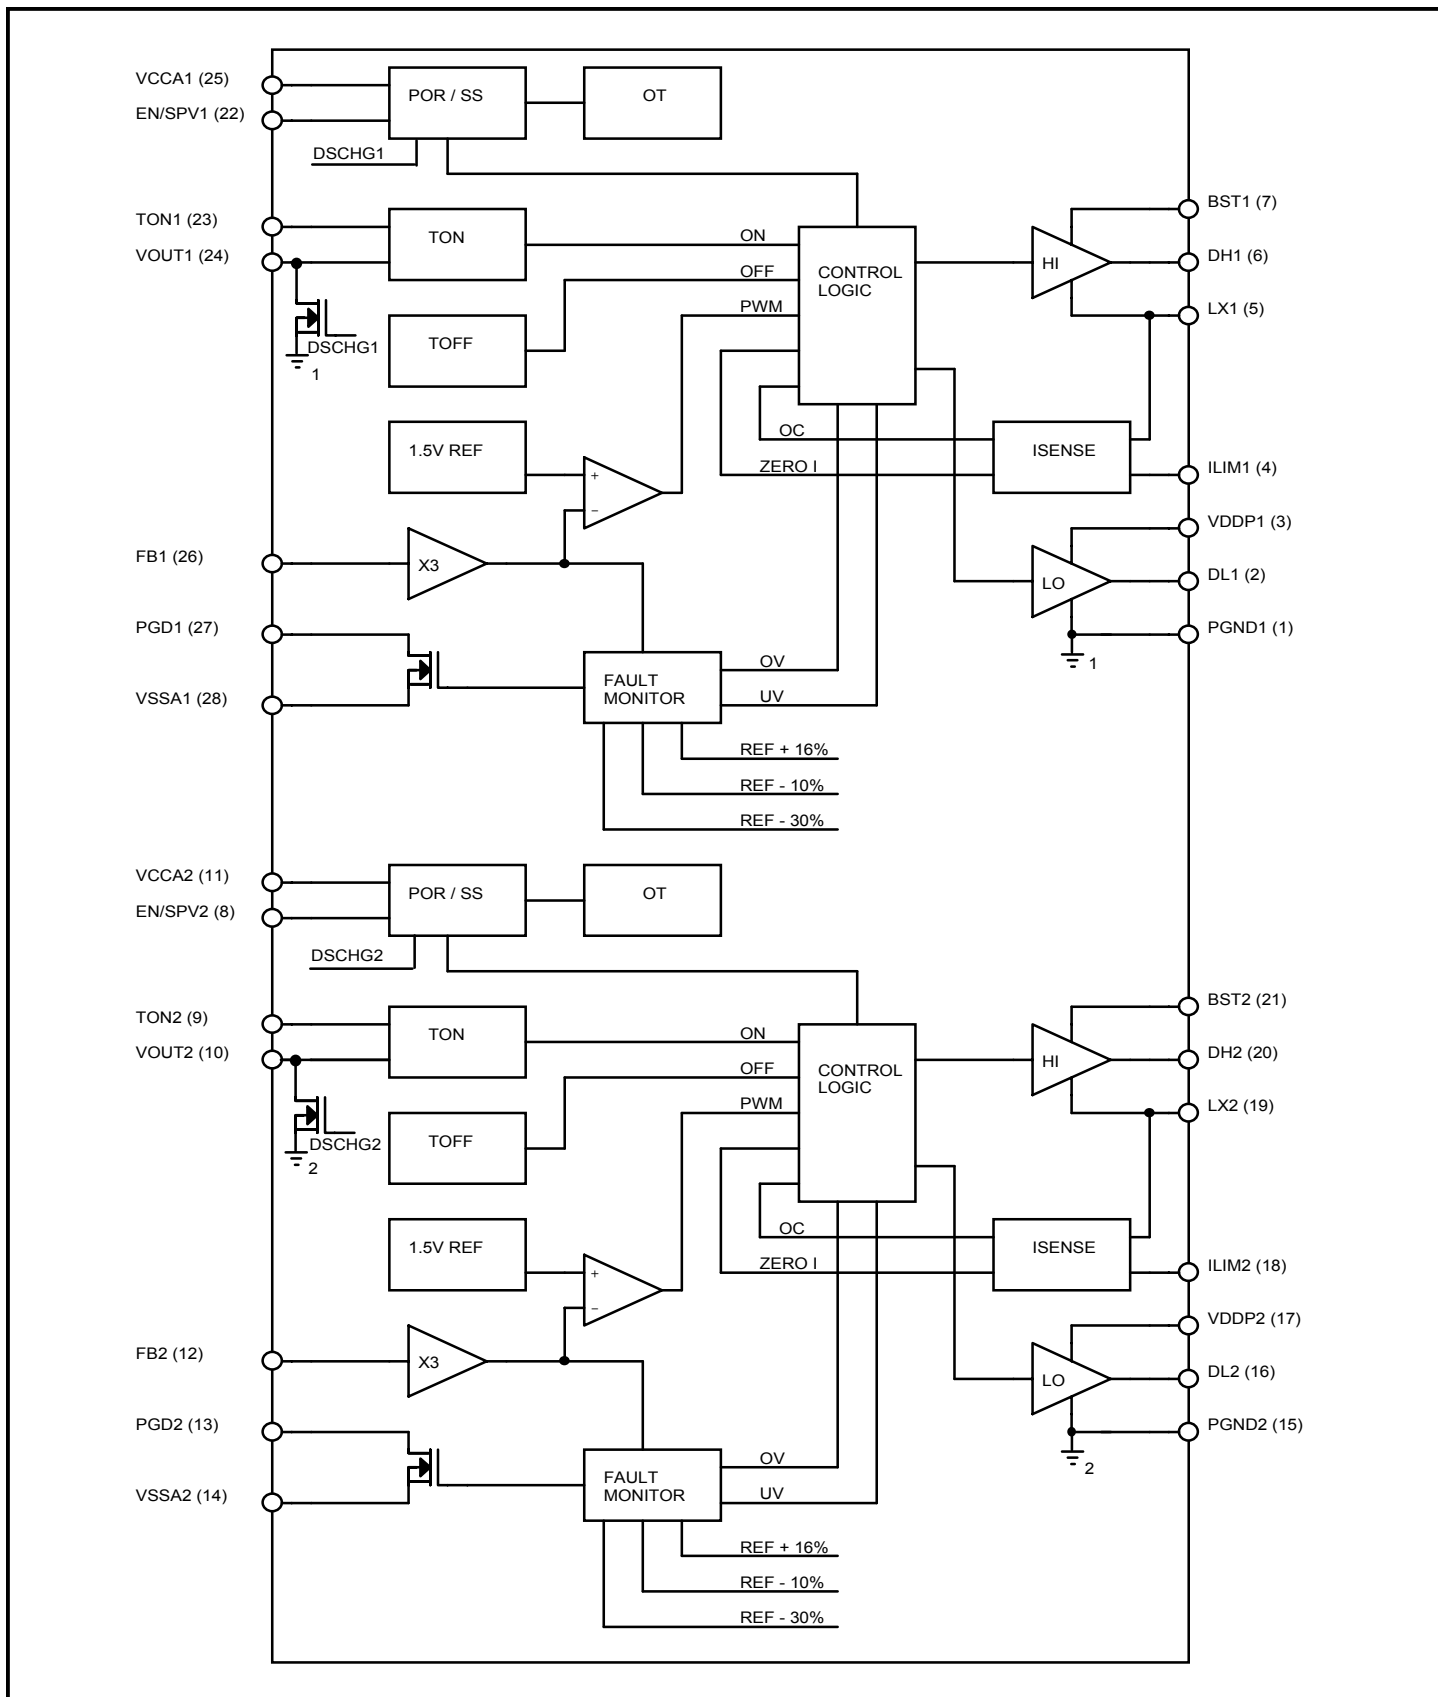 VCCA1 (25)
POR / SS
OT
EN/SPV1 (22)
DSCHG1
BST1 (7)
TON1 (23)
TON
ON
VOUT1 (24)
HI
DH1 (6)
OFF
CONTROL
LOGIC
PWM
LX1 (5)
DSCHG1
TOFF
1
OC
1.5V REF
ISENSE
ZERO I
ILIM1 (4)
+
−
VDDP1 (3)
FB1 (26)
X3
LO
DL1 (2)
PGD1 (27)
PGND1 (1)
1
OV
FAULT
MONITOR
VSSA1 (28)
UV
REF + 16%
REF - 10%
REF - 30%
VCCA2 (11)
POR / SS
OT
EN/SPV2 (8)
DSCHG2
BST2 (21)
TON2 (9)
TON
ON
VOUT2 (10)
HI
DH2 (20)
OFF
CONTROL
LOGIC
PWM
LX2 (19)
DSCHG2
TOFF
2
OC
1.5V REF
ISENSE
ZERO I
ILIM2 (18)
+
−
VDDP2 (17)
FB2 (12)
X3
LO
DL2 (16)
PGD2 (13)
PGND2 (15)
2
OV
FAULT
MONITOR
VSSA2 (14)
UV
REF + 16%
REF - 10%
REF - 30%